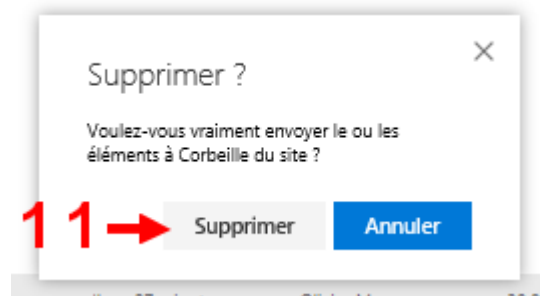 Supprimer ?
Voulez-vous vraiment envoyer le ou les
éléments à Corbeille du site ?
11 Supprimer Annuler